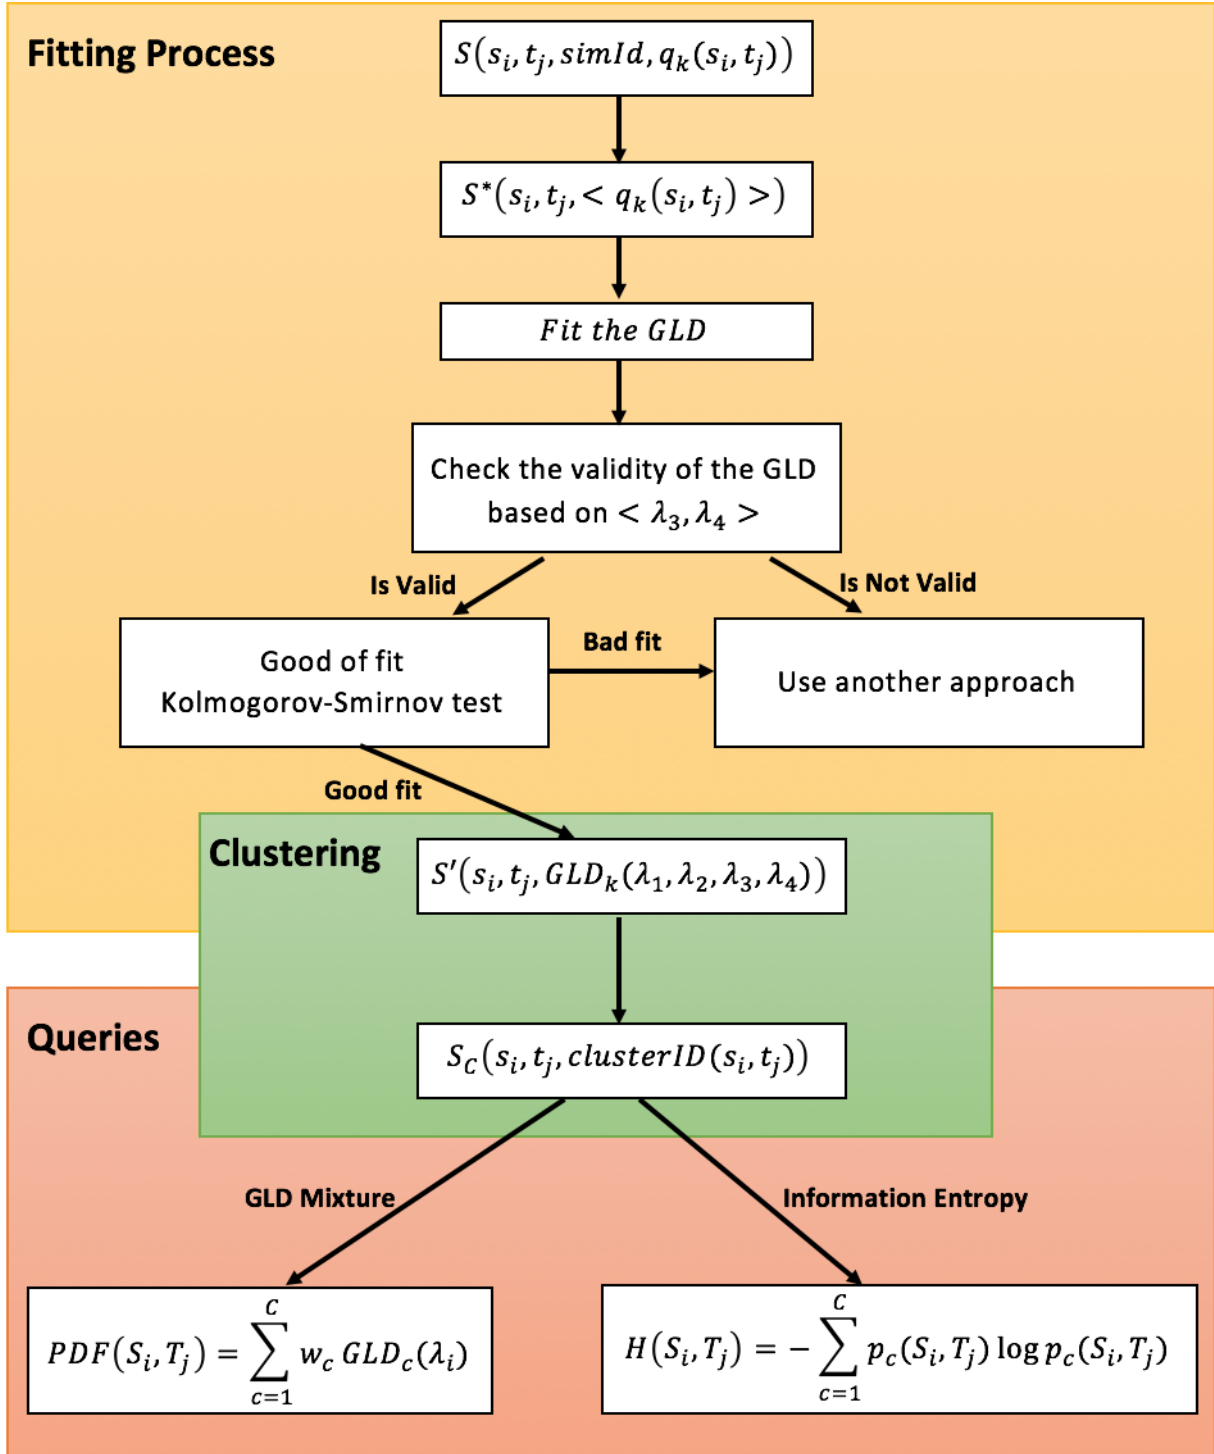 Fitting Process
S(s_i, t_j, simId, q_k(s_i, t_j))
S*(s_i, t_j, < q_k(s_i, t_j) >)
Fit the GLD
Check the validity of the GLD
based on < λ_3, λ_4 >
Is Valid
Is Not Valid
Good of fit
Kolmogorov-Smirnov test
Bad fit
Use another approach
Good fit
Clustering
S′(s_i, t_j, GLD_k(λ_1, λ_2, λ_3, λ_4))
Queries
S_C(s_i, t_j, clusterID(s_i, t_j))
GLD Mixture
Information Entropy
PDF(S_i, T_j) = ∑_{c=1}^{C} w_c GLD_c(λ_i)
H(S_i, T_j) = − ∑_{c=1}^{C} p_c(S_i, T_j) log p_c(S_i, T_j)